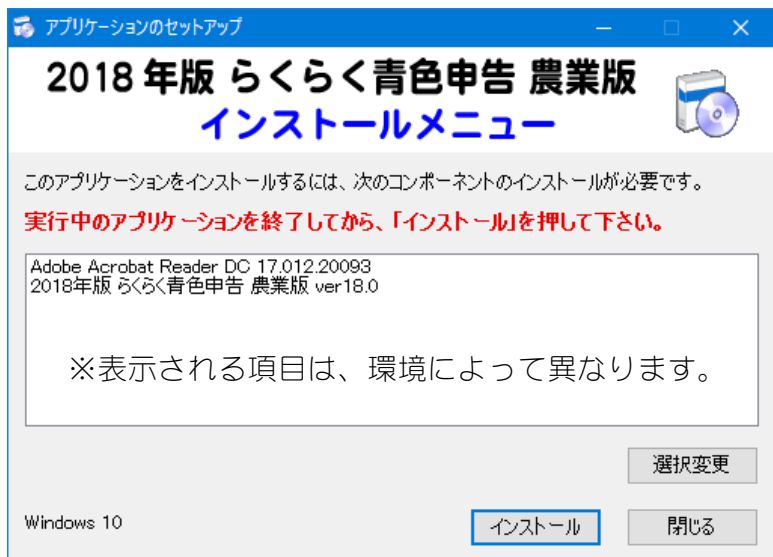 アプリケーションのセットアップ
2018 年版 らくらく青色申告 農業版
インストールメニュー
このアプリケーションをインストールするには、次のコンポーネントのインストールが必要です。
実行中のアプリケーションを終了してから、「インストール」を押して下さい。
Adobe Acrobat Reader DC 17.012.20093
2018年版 らくらく青色申告 農業版 ver18.0
※表示される項目は、環境によって異なります。
選択変更
Windows 10
インストール
閉じる